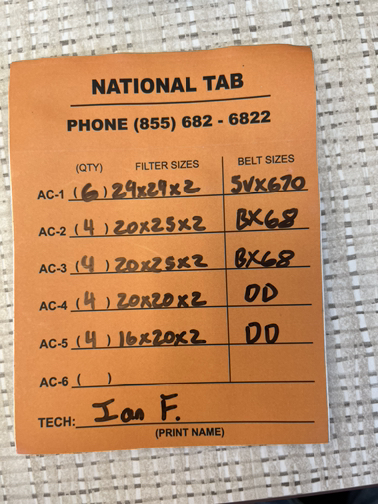 NATIONAL TAB
PHONE (855) 682 - 6822
(QTY) FILTER SIZES BELT SIZES
AC-1 (6) 24x24x2 5VX670
AC-2 (4) 20x25x2 BX68
AC-3 (4) 20x25x2 BX68
AC-4 (4) 20x20x2 DD
AC-5 (4) 16x20x2 DD
AC-6 ( )
TECH: Ian F.
(PRINT NAME)